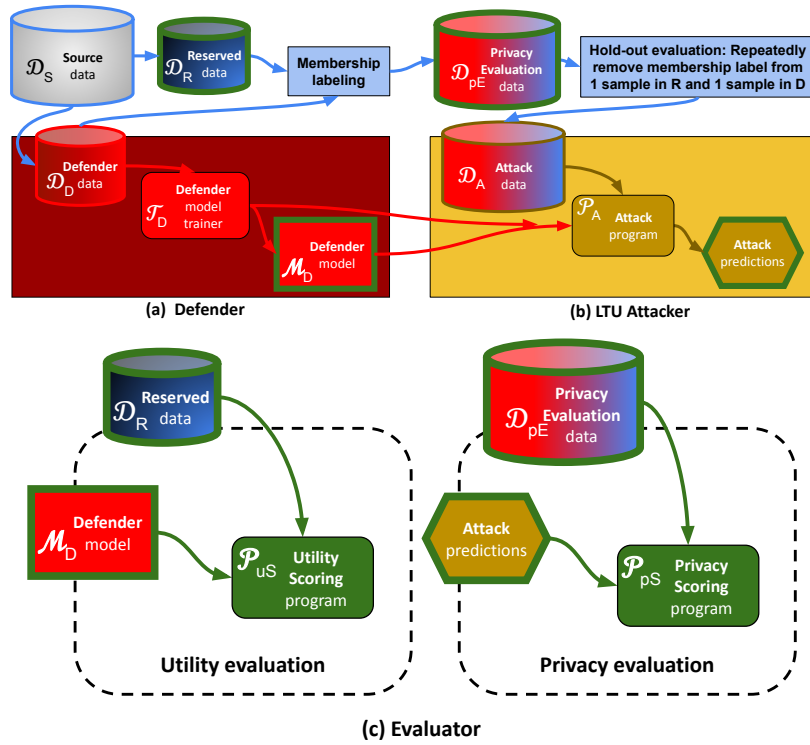 𝒟S Source
data
𝒟R Reserved
data
Membership
labeling
𝒟pE Privacy
Evaluation
data
Hold-out evaluation: Repeatedly
remove membership label from
1 sample in R and 1 sample in D
𝒟D Defender
data
𝒯D Defender
model
trainer
ℳD Defender
model
(a) Defender
𝒟A Attack
data
𝒫A Attack
program
Attack
predictions
(b) LTU Attacker
𝒟R Reserved
data
ℳD Defender
model
𝒫uS Utility
Scoring
program
Utility evaluation
𝒟pE Privacy
Evaluation
data
Attack
predictions
𝒫pS Privacy
Scoring
program
Privacy evaluation
(c) Evaluator